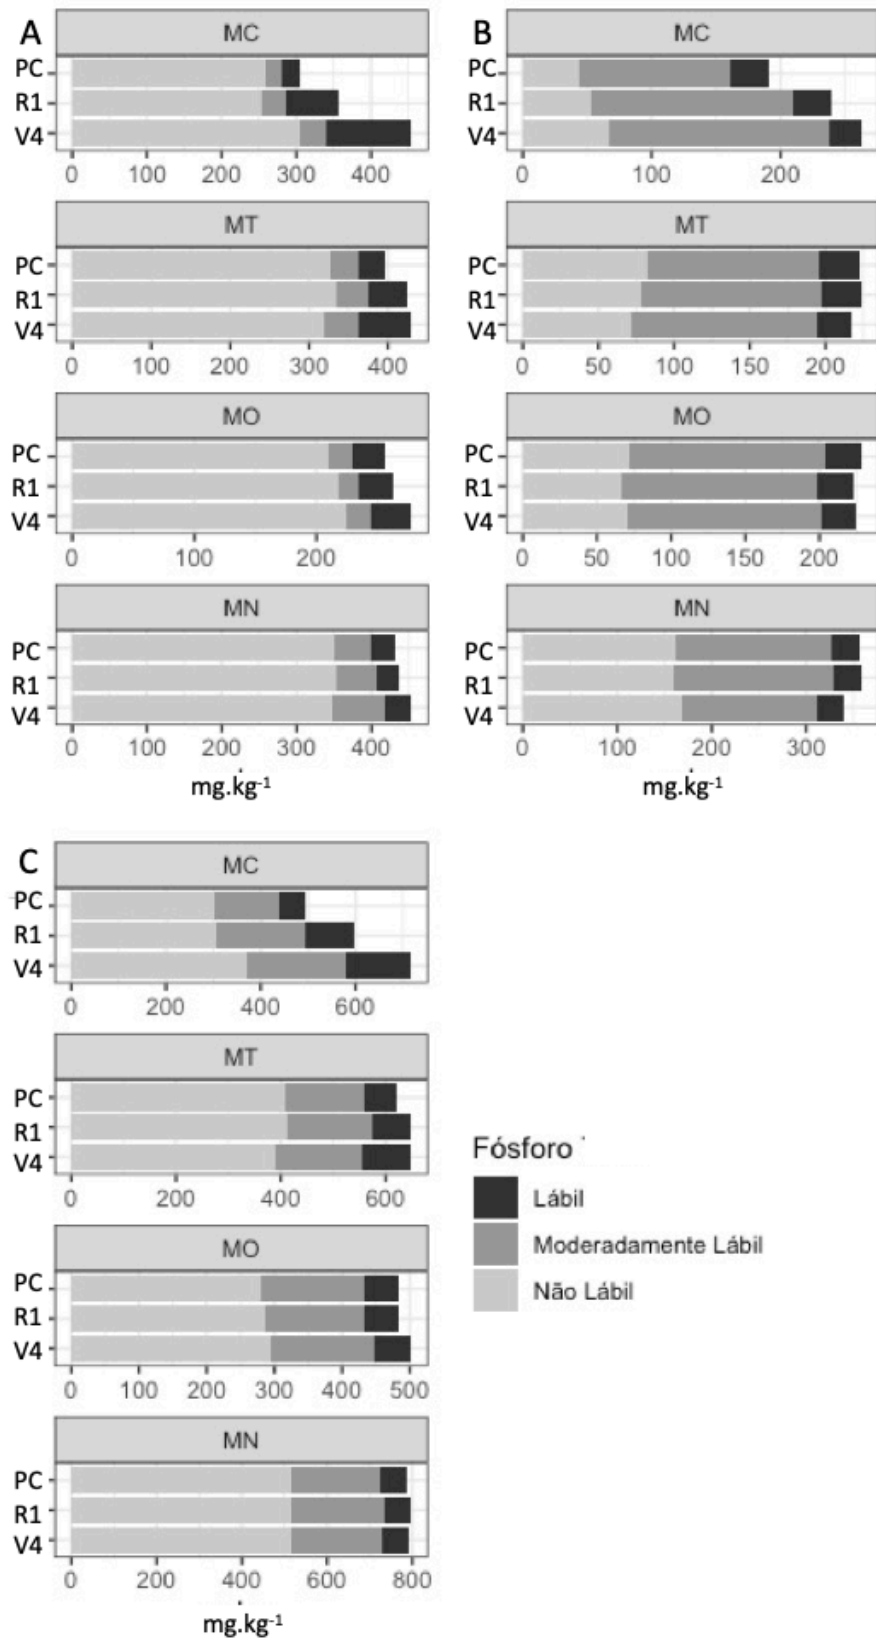 A
MC
PC
R1
V4
0 100 200 300 400
MT
PC
R1
V4
0 100 200 300 400
MO
PC
R1
V4
0 100 200
MN
PC
R1
V4
0 100 200 300 400
mg.kg-1
B
MC
PC
R1
V4
0 100 200
MT
PC
R1
V4
0 50 100 150 200
MO
PC
R1
V4
0 50 100 150 200
MN
PC
R1
V4
0 100 200 300
mg.kg-1
C
MC
PC
R1
V4
0 200 400 600
MT
PC
R1
V4
0 200 400 600
MO
PC
R1
V4
0 100 200 300 400 500
MN
PC
R1
V4
0 200 400 600 800
mg.kg-1
Fósforo
Lábil
Moderadamente Lábil
Não Lábil